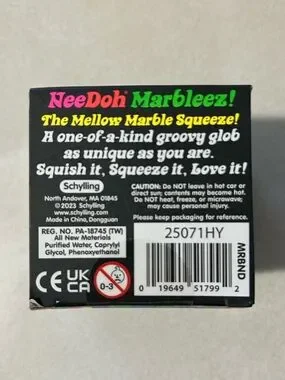 NeeDoh® Marbleez!
The Mellow Marble Squeeze!
A one-of-a-kind groovy glob
as unique as you are.
Squish it, Squeeze it, Love it!
Schylling
North Andover, MA 01845
© 2023 Schylling
www.schylling.com
Made in China, Dongguan
CAUTION: Do NOT leave in hot car or
direct sun; contents may become hot.
Do NOT heat, freeze, or microwave;
may cause personal injury.
Please keep packaging for reference.
REG. NO. PA-18745 (TW)
All New Materials
Purified Water, Caprylyl
Glycol, Phenoxyethanol
CE UK
CA
0-3
25071HY
MRBND
0 19649 51799 2